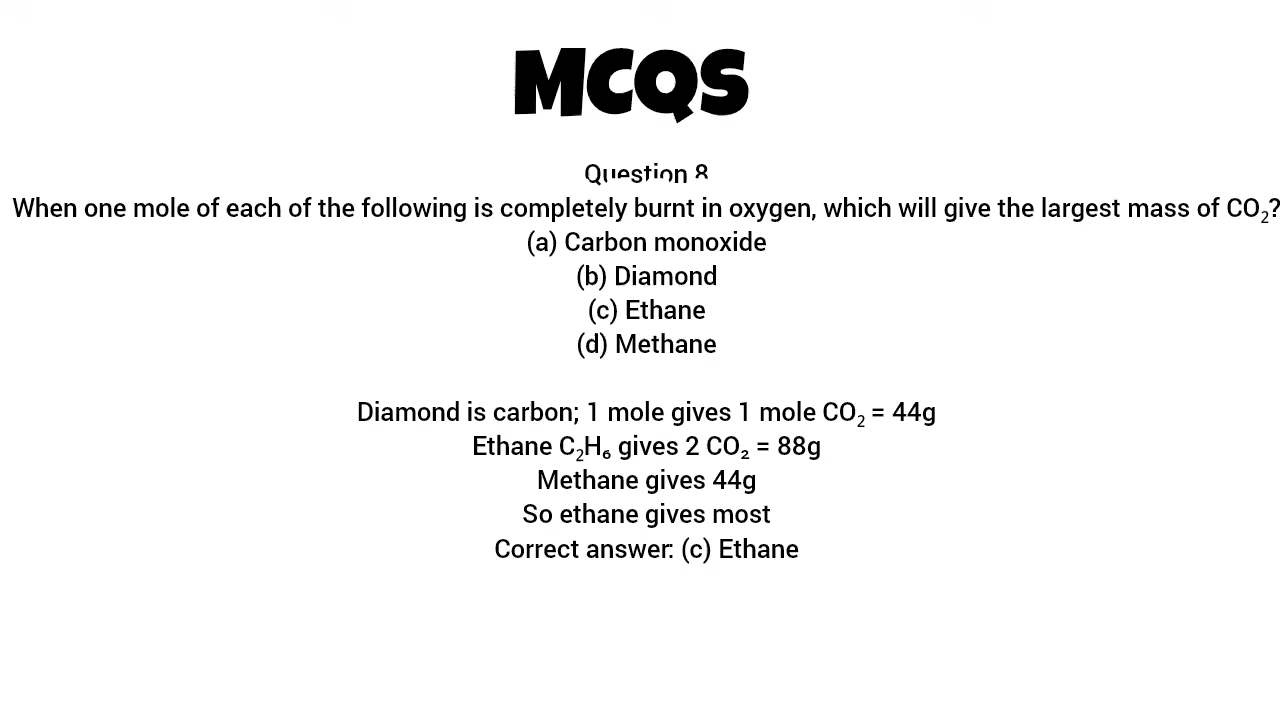 MCQS
Question 8
When one mole of each of the following is completely burnt in oxygen, which will give the largest mass of CO₂?
(a) Carbon monoxide
(b) Diamond
(c) Ethane
(d) Methane
Diamond is carbon; 1 mole gives 1 mole CO₂ = 44g
Ethane C₂H₆ gives 2 CO₂ = 88g
Methane gives 44g
So ethane gives most
Correct answer: (c) Ethane